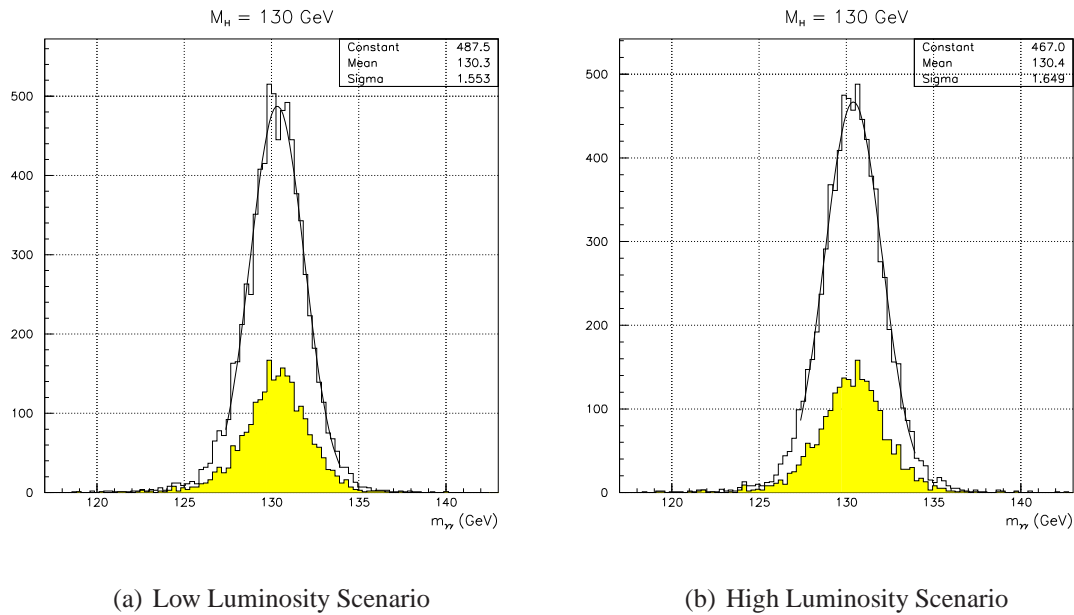 M_H = 130 GeV
Constant 487.5
Mean 130.3
Sigma 1.553
500
400
300
200
100
0
120 125 130 135 140
m_γγ (GeV)
(a) Low Luminosity Scenario
M_H = 130 GeV
Constant 467.0
Mean 130.4
Sigma 1.649
500
400
300
200
100
0
120 125 130 135 140
m_γγ (GeV)
(b) High Luminosity Scenario